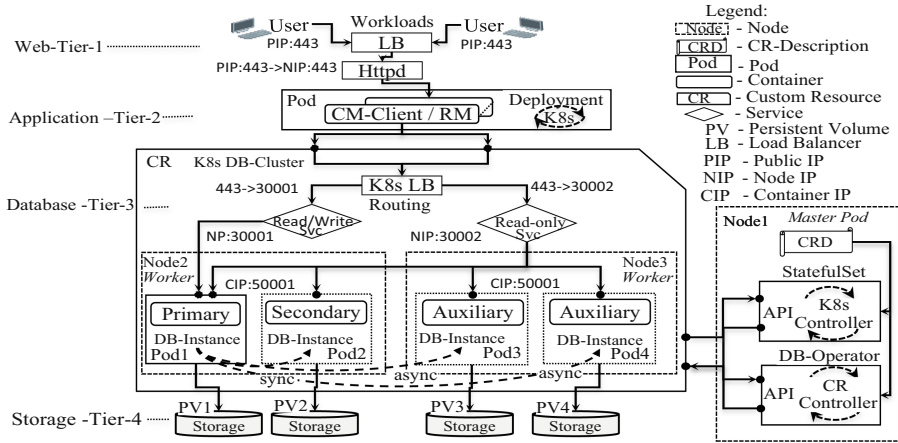 Workloads
User
User
PIP:443
LB
PIP:443
Web-Tier-1
PIP:443->NIP:443
Httpd
Pod
Deployment
CM-Client / RM
K8s
Application –Tier-2
CR
K8s DB-Cluster
443->30001
K8s LB
443->30002
Routing
Database -Tier-3
Read/Write
Svc
Read-only
Svc
NP:30001
NIP:30002
Node2
Worker
Node3
Worker
CIP:50001
CIP:50001
Primary
Secondary
Auxiliary
Auxiliary
DB-Instance
DB-Instance
DB-Instance
DB-Instance
Pod1
Pod2
Pod3
Pod4
sync
async
async
PV1
PV2
PV3
PV4
Storage -Tier-4
Storage
Storage
Storage
Storage
Legend:
Node - Node
CRD - CR-Description
Pod - Pod
- Container
CR - Custom Resource
- Service
PV - Persistent Volume
LB - Load Balancer
PIP - Public IP
NIP - Node IP
CIP - Container IP
Node1
Master Pod
CRD
StatefulSet
API
K8s
Controller
DB-Operator
API
CR
Controller